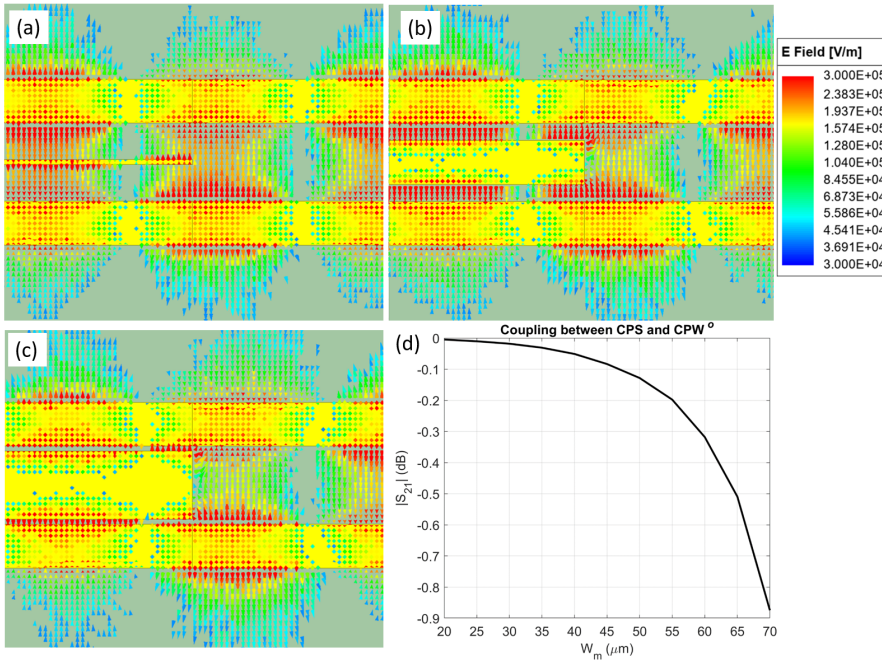 (a)
(b)
E Field [V/m]
3.000E+05
2.383E+05
1.937E+05
1.574E+05
1.280E+05
1.040E+05
8.455E+04
6.873E+04
5.586E+04
4.541E+04
3.691E+04
3.000E+04
(c)
(d)
Coupling between CPS and CPW °
0
-0.1
-0.2
-0.3
-0.4
-0.5
-0.6
-0.7
-0.8
-0.9
|S21| (dB)
20 25 30 35 40 45 50 55 60 65 70
Wm (μm)